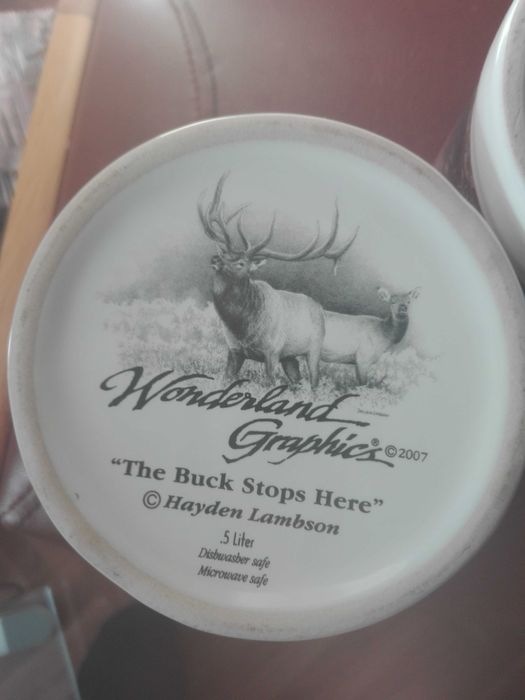 Wonderland
Graphics® © 2007
“The Buck Stops Here”
© Hayden Lambson
.5 Liter
Dishwasher safe
Microwave safe